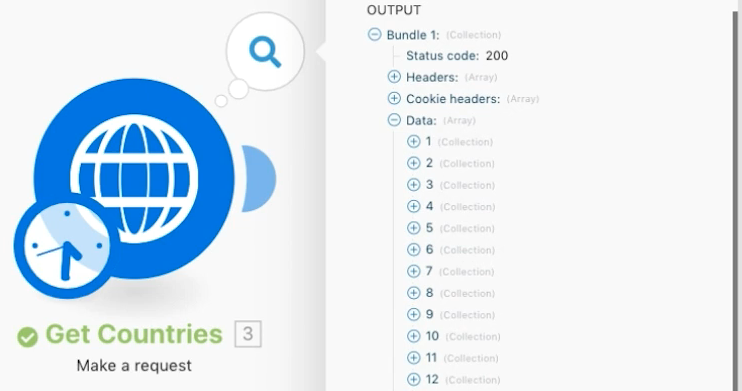 Get Countries 3
Make a request
OUTPUT
Bundle 1: (Collection)
Status code: 200
Headers: (Array)
Cookie headers: (Array)
Data: (Array)
1 (Collection)
2 (Collection)
3 (Collection)
4 (Collection)
5 (Collection)
6 (Collection)
7 (Collection)
8 (Collection)
9 (Collection)
10 (Collection)
11 (Collection)
12 (Collection)